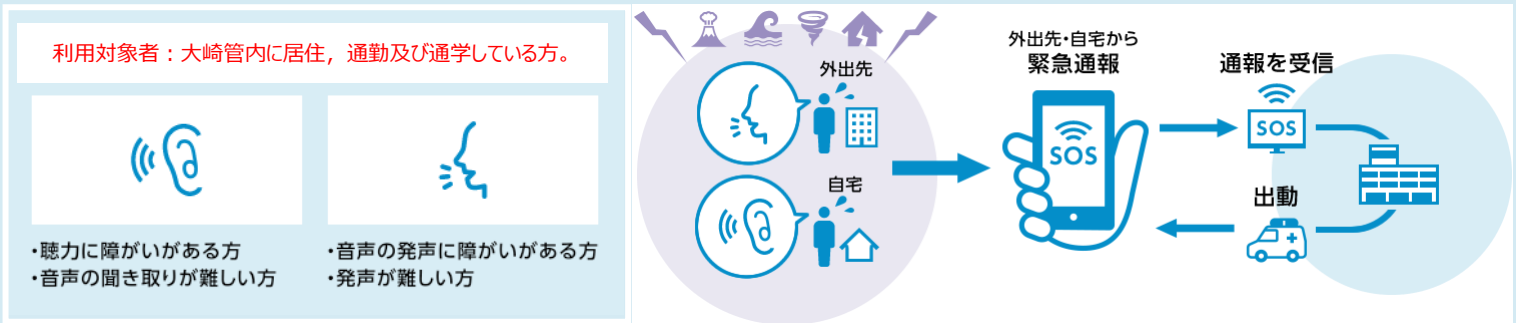 利用対象者：大崎管内に居住，通勤及び通学している方。
・聴力に障がいがある方
・音声の聞き取りが難しい方
・音声の発声に障がいがある方
・発声が難しい方
外出先
自宅
外出先・自宅から
緊急通報
SOS
通報を受信
SOS
出動